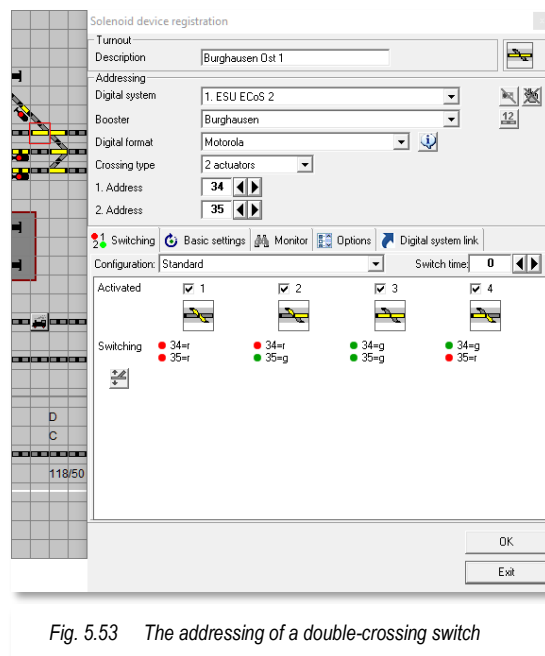 Solenoid device registration
Turnout
Description Burghausen Ost 1
Addressing
Digital system 1. ESU ECoS 2
Booster Burghausen
12
Digital format Motorola
Crossing type 2 actuators
1. Address 34
2. Address 35
1 2 Switching Basic settings Monitor Options Digital system link
Configuration: Standard Switch time: 0
Activated 1 2 3 4
Switching 34=r 34=r 34=g 34=g
35=r 35=g 35=g 35=r
D
C
118/50
OK
Exit
Fig. 5.53 The addressing of a double-crossing switch